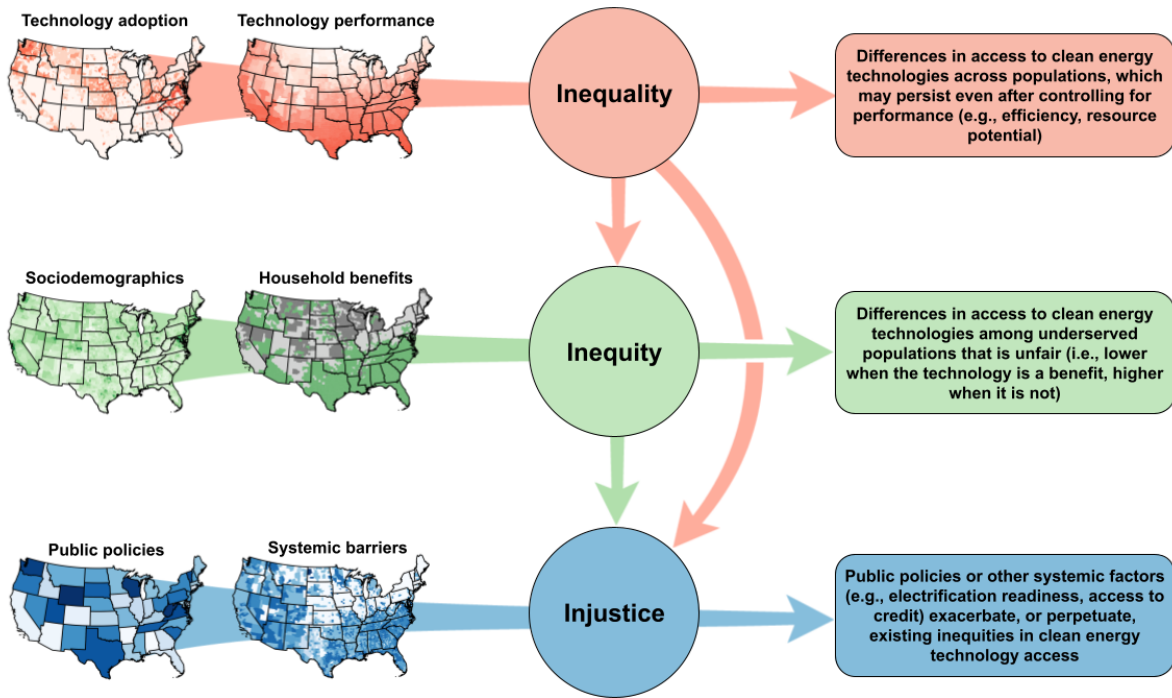 Technology adoption
Technology performance
Inequality
Differences in access to clean energy
technologies across populations, which
may persist even after controlling for
performance (e.g., efficiency, resource
potential)
Sociodemographics
Household benefits
Inequity
Differences in access to clean energy
technologies among underserved
populations that is unfair (i.e., lower
when the technology is a benefit, higher
when it is not)
Public policies
Systemic barriers
Injustice
Public policies or other systemic factors
(e.g., electrification readiness, access to
credit) exacerbate, or perpetuate,
existing inequities in clean energy
technology access